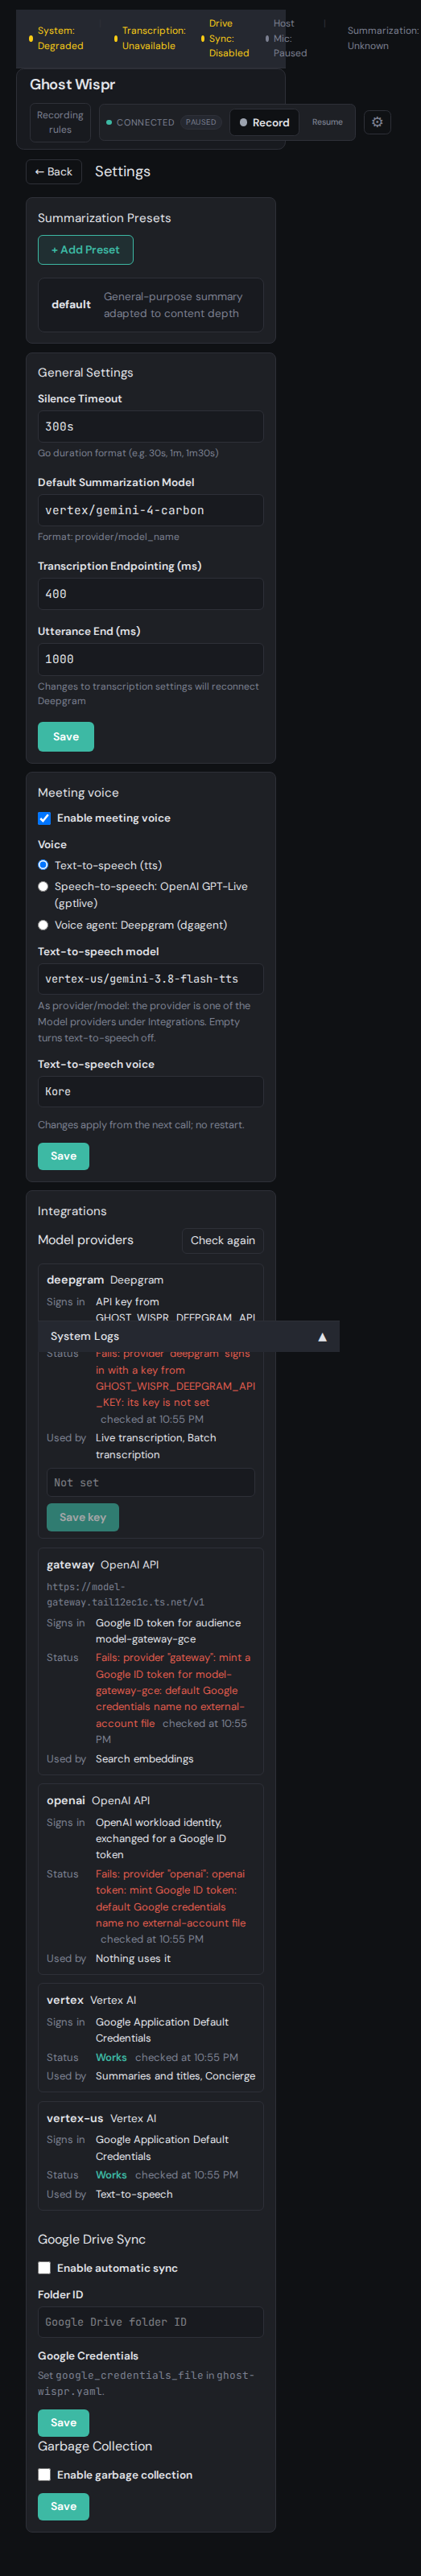 System: Degraded
Transcription: Unavailable
Drive Sync: Disabled
Host Mic: Paused
Summarization: Unknown
Ghost Wispr
Recording rules
CONNECTED PAUSED Record Resume
← Back Settings
Summarization Presets
+ Add Preset
default General-purpose summary
adapted to content depth
General Settings
Silence Timeout
300s
Go duration format (e.g. 30s, 1m, 1m30s)
Default Summarization Model
vertex/gemini-4-carbon
Format: provider/model_name
Transcription Endpointing (ms)
400
Utterance End (ms)
1000
Changes to transcription settings will reconnect
Deepgram
Save
Meeting voice
Enable meeting voice
Voice
Text-to-speech (tts)
Speech-to-speech: OpenAI GPT-Live
(gptlive)
Voice agent: Deepgram (dgagent)
Text-to-speech model
vertex-us/gemini-3.8-flash-tts
As provider/model: the provider is one of the
Model providers under Integrations. Empty
turns text-to-speech off.
Text-to-speech voice
Kore
Changes apply from the next call; no restart.
Save
Integrations
Model providers Check again
deepgram Deepgram
Signs in API key from
GHOST_WISPR_DEEPGRAM_API
System Logs ▲
Status Fails: provider "deepgram" signs
in with a key from
GHOST_WISPR_DEEPGRAM_API
_KEY: its key is not set
checked at 10:55 PM
Used by Live transcription, Batch
transcription
Not set
Save key
gateway OpenAI API
https://model-
gateway.tail12ec1c.ts.net/v1
Signs in Google ID token for audience
model-gateway-gce
Status Fails: provider "gateway": mint a
Google ID token for model-
gateway-gce: default Google
credentials name no external-
account file checked at 10:55
PM
Used by Search embeddings
openai OpenAI API
Signs in OpenAI workload identity,
exchanged for a Google ID
token
Status Fails: provider "openai": openai
token: mint Google ID token:
default Google credentials
name no external-account file
checked at 10:55 PM
Used by Nothing uses it
vertex Vertex AI
Signs in Google Application Default
Credentials
Status Works checked at 10:55 PM
Used by Summaries and titles, Concierge
vertex-us Vertex AI
Signs in Google Application Default
Credentials
Status Works checked at 10:55 PM
Used by Text-to-speech
Google Drive Sync
Enable automatic sync
Folder ID
Google Drive folder ID
Google Credentials
Set google_credentials_file in ghost-
wispr.yaml.
Save
Garbage Collection
Enable garbage collection
Save